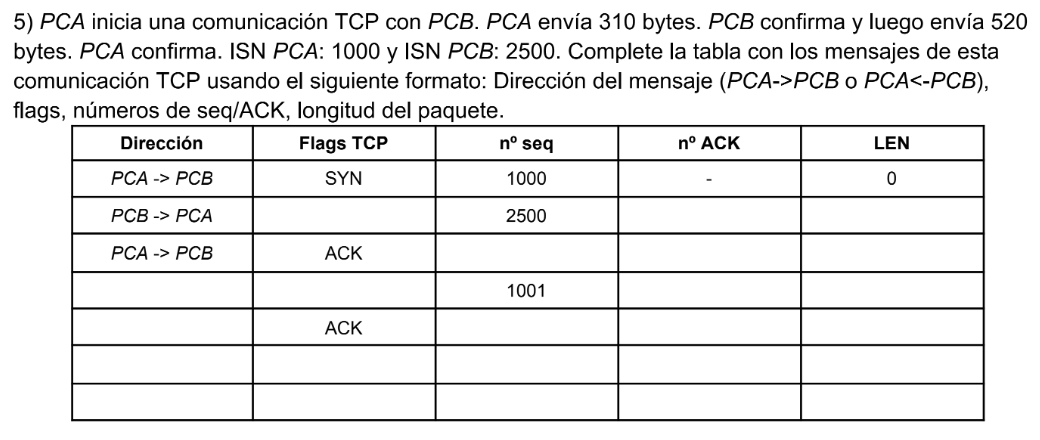 5) PCA inicia una comunicación TCP con PCB. PCA envía 310 bytes. PCB confirma y luego envía 520
bytes. PCA confirma. ISN PCA: 1000 y ISN PCB: 2500. Complete la tabla con los mensajes de esta
comunicación TCP usando el siguiente formato: Dirección del mensaje (PCA->PCB o PCA<-PCB),
flags, números de seq/ACK, longitud del paquete.
Dirección Flags TCP nº seq nº ACK LEN
PCA -> PCB SYN 1000 - 0
PCB -> PCA 2500
PCA -> PCB ACK
1001
ACK